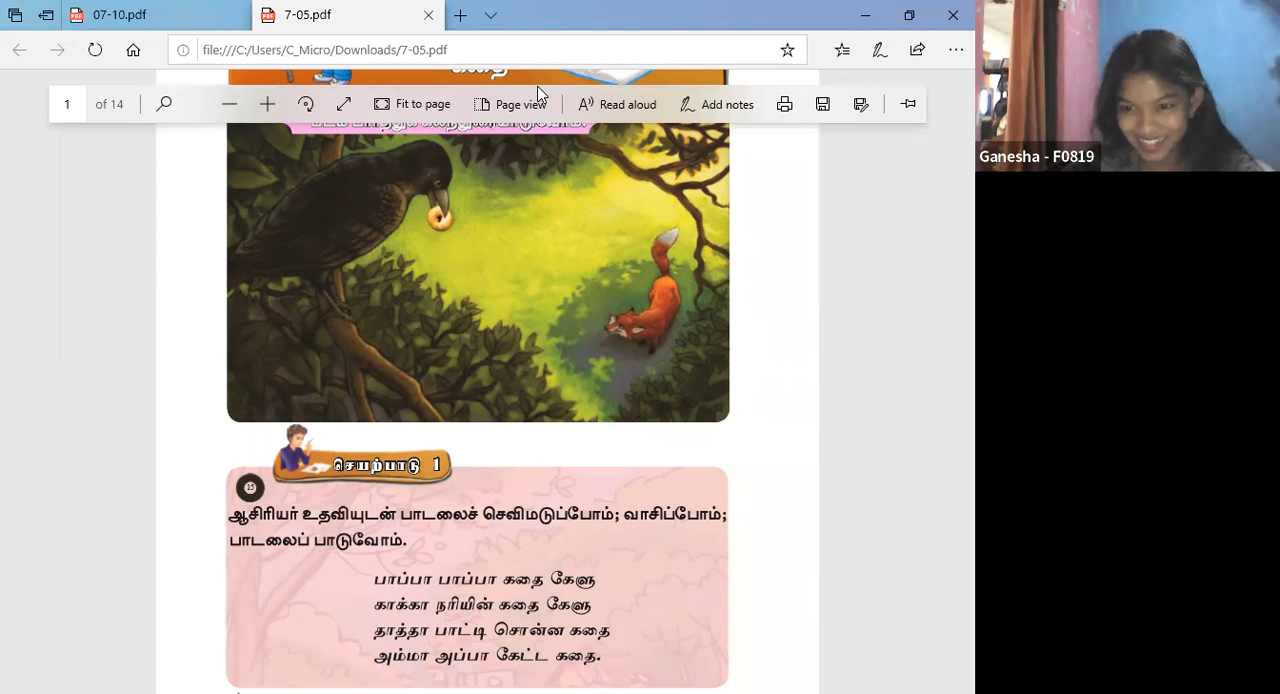 07-10.pdf
7-05.pdf
file:///C:/Users/C_Micro/Downloads/7-05.pdf
1 of 14 Fit to page Page view Read aloud Add notes
Ganesha - F0819
செயற்பாடு 1
15
ஆசிரியர் உதவியுடன் பாடலைச் செவிமடுப்போம்; வாசிப்போம்;
பாடலைப் பாடுவோம்.
பாப்பா பாப்பா கதை கேளு
காக்கா நரியின் கதை கேளு
தாத்தா பாட்டி சொன்ன கதை
அம்மா அப்பா கேட்ட கதை.